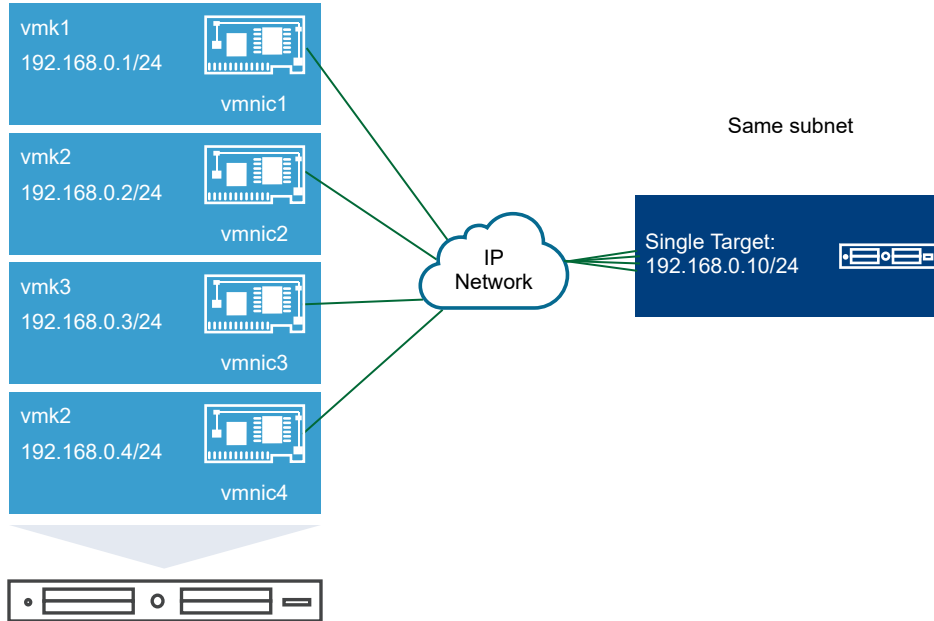 vmk1
192.168.0.1/24
vmnic1
vmk2
192.168.0.2/24
vmnic2
vmk3
192.168.0.3/24
vmnic3
vmk2
192.168.0.4/24
vmnic4
IP
Network
Same subnet
Single Target:
192.168.0.10/24